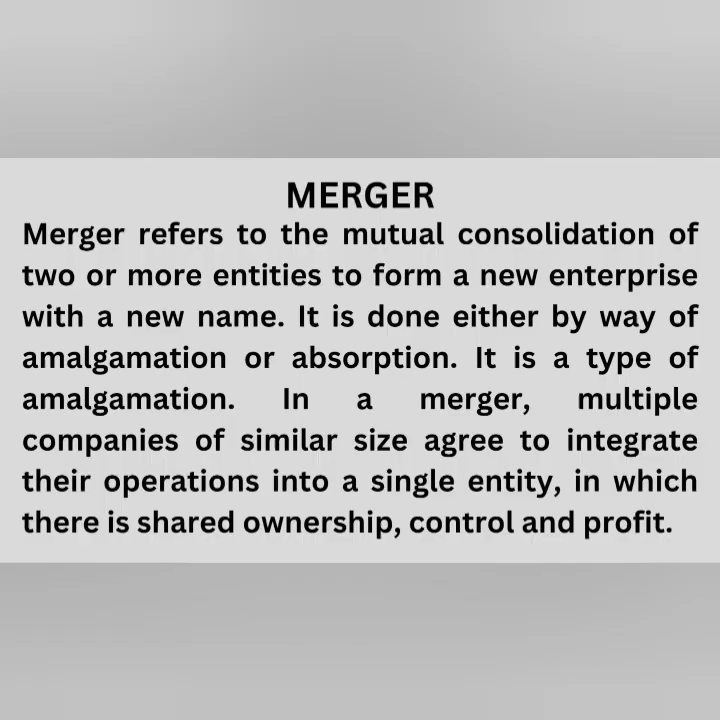 MERGER
Merger refers to the mutual consolidation of
two or more entities to form a new enterprise
with a new name. It is done either by way of
amalgamation or absorption. It is a type of
amalgamation. In a merger, multiple
companies of similar size agree to integrate
their operations into a single entity, in which
there is shared ownership, control and profit.